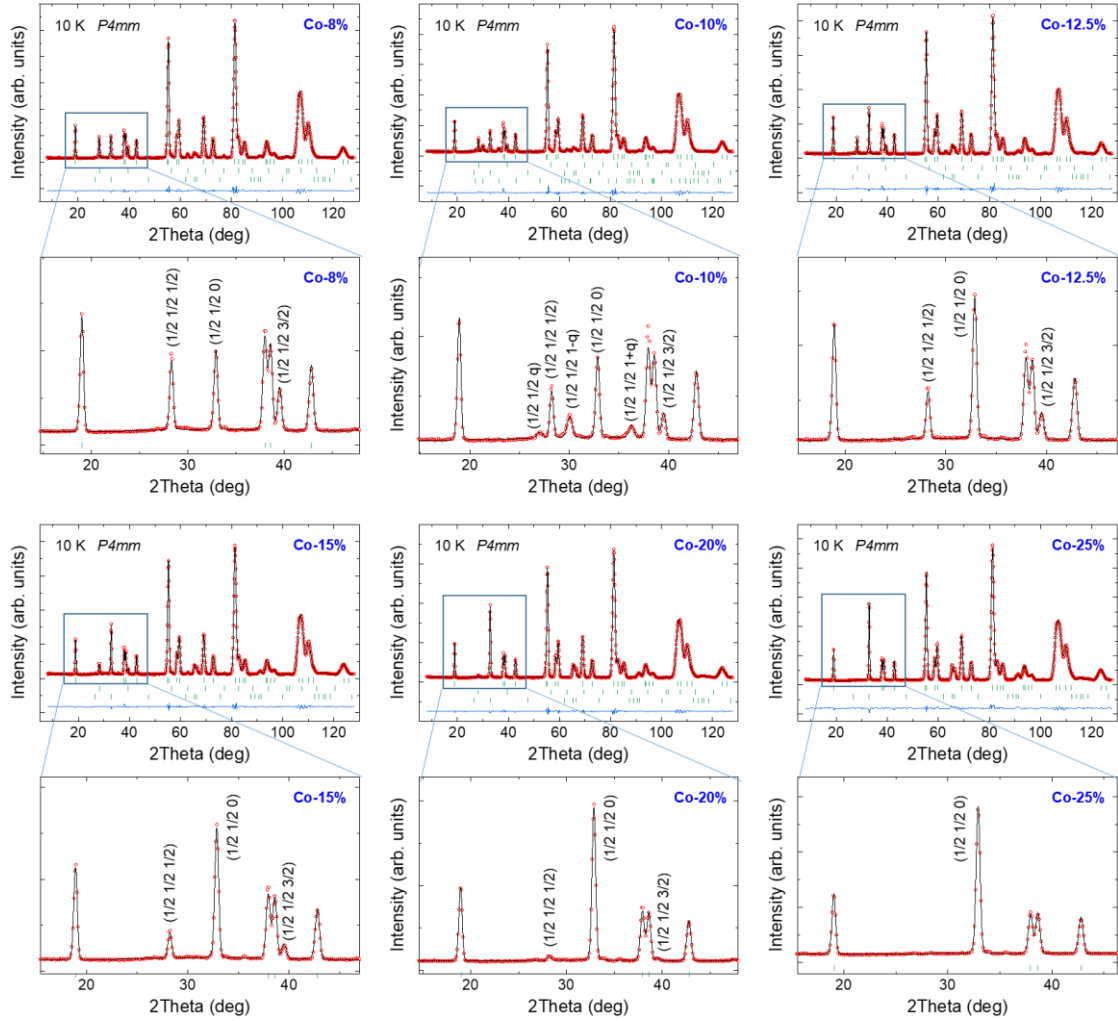 10 K P4mm Co-8%
Intensity (arb. units)
20 40 60 80 100 120
2Theta (deg)
10 K P4mm Co-10%
Intensity (arb. units)
20 40 60 80 100 120
2Theta (deg)
10 K P4mm Co-12.5%
Intensity (arb. units)
20 40 60 80 100 120
2Theta (deg)
Co-8%
(1/2 1/2 1/2)
(1/2 1/2 0)
(1/2 1/2 3/2)
Intensity (arb. units)
20 30 40
2Theta (deg)
Co-10%
(1/2 1/2 q)
(1/2 1/2 1/2)
(1/2 1/2 1-q)
(1/2 1/2 0)
(1/2 1/2 1+q)
(1/2 1/2 3/2)
Intensity (arb. units)
20 30 40
2Theta (deg)
Co-12.5%
(1/2 1/2 1/2)
(1/2 1/2 0)
(1/2 1/2 3/2)
Intensity (arb. units)
20 30 40
2Theta (deg)
10 K P4mm Co-15%
Intensity (arb. units)
20 40 60 80 100 120
2Theta (deg)
10 K P4mm Co-20%
Intensity (arb. units)
20 40 60 80 100 120
2Theta (deg)
10 K P4mm Co-25%
Intensity (arb. units)
20 40 60 80 100 120
2Theta (deg)
Co-15%
(1/2 1/2 1/2)
(1/2 1/2 0)
(1/2 1/2 3/2)
Intensity (arb. units)
20 30 40
2Theta (deg)
Co-20%
(1/2 1/2 1/2)
(1/2 1/2 0)
(1/2 1/2 3/2)
Intensity (arb. units)
20 30 40
2Theta (deg)
Co-25%
(1/2 1/2 0)
Intensity (arb. units)
20 30 40
2Theta (deg)